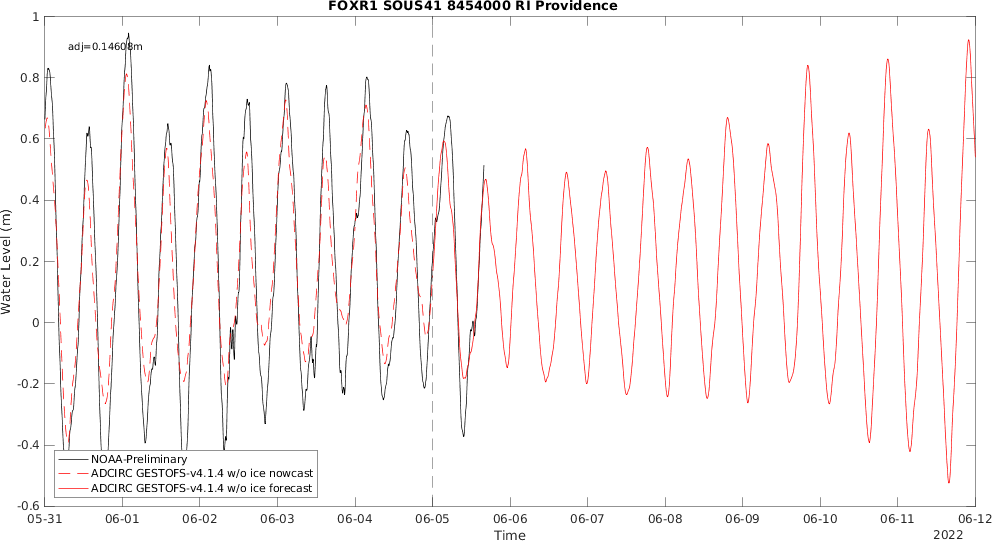 FOXR1 SOUS41 8454000 RI Providence
adj=0.14608m
Water Level (m)
1
0.8
0.6
0.4
0.2
0
-0.2
-0.4
-0.6
NOAA-Preliminary
ADCIRC GESTOFS-v4.1.4 w/o ice nowcast
ADCIRC GESTOFS-v4.1.4 w/o ice forecast
05-31 06-01 06-02 06-03 06-04 06-05 06-06 06-07 06-08 06-09 06-10 06-11 06-12
Time
2022